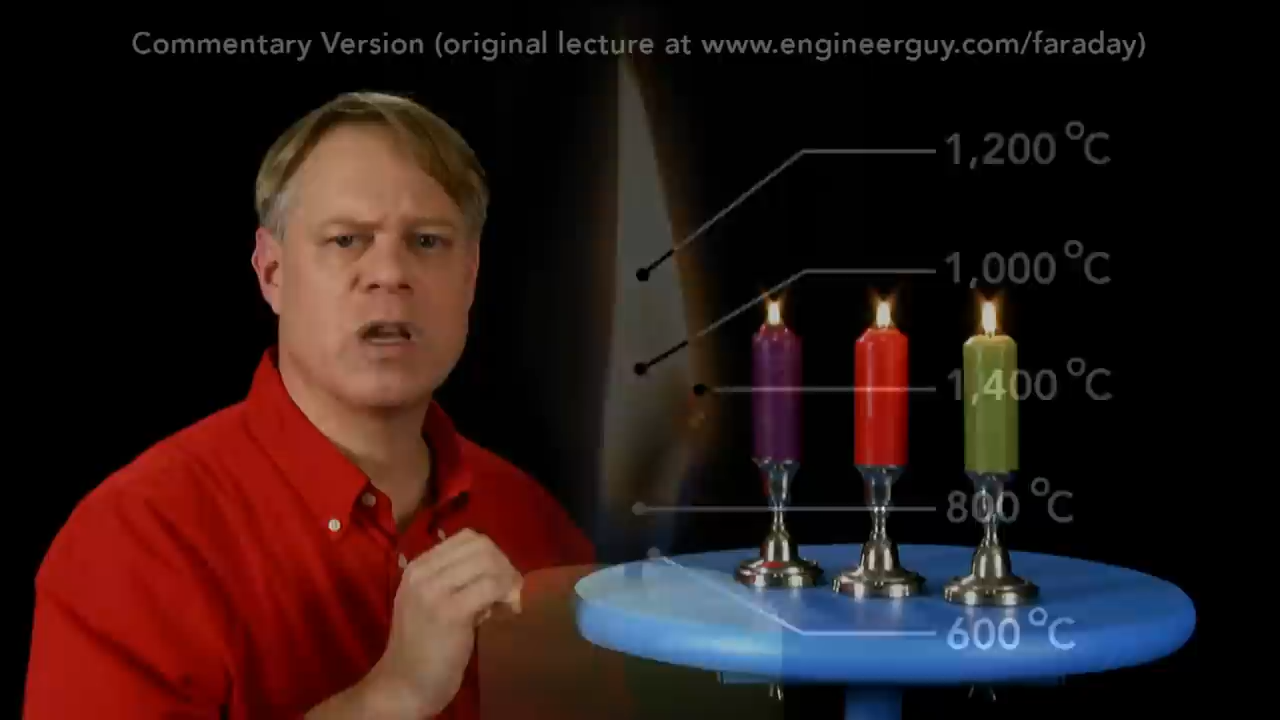 Commentary Version (original lecture at www.engineerguy.com/faraday)
1,200 °C
1,000 °C
1,400 °C
800 °C
600 °C